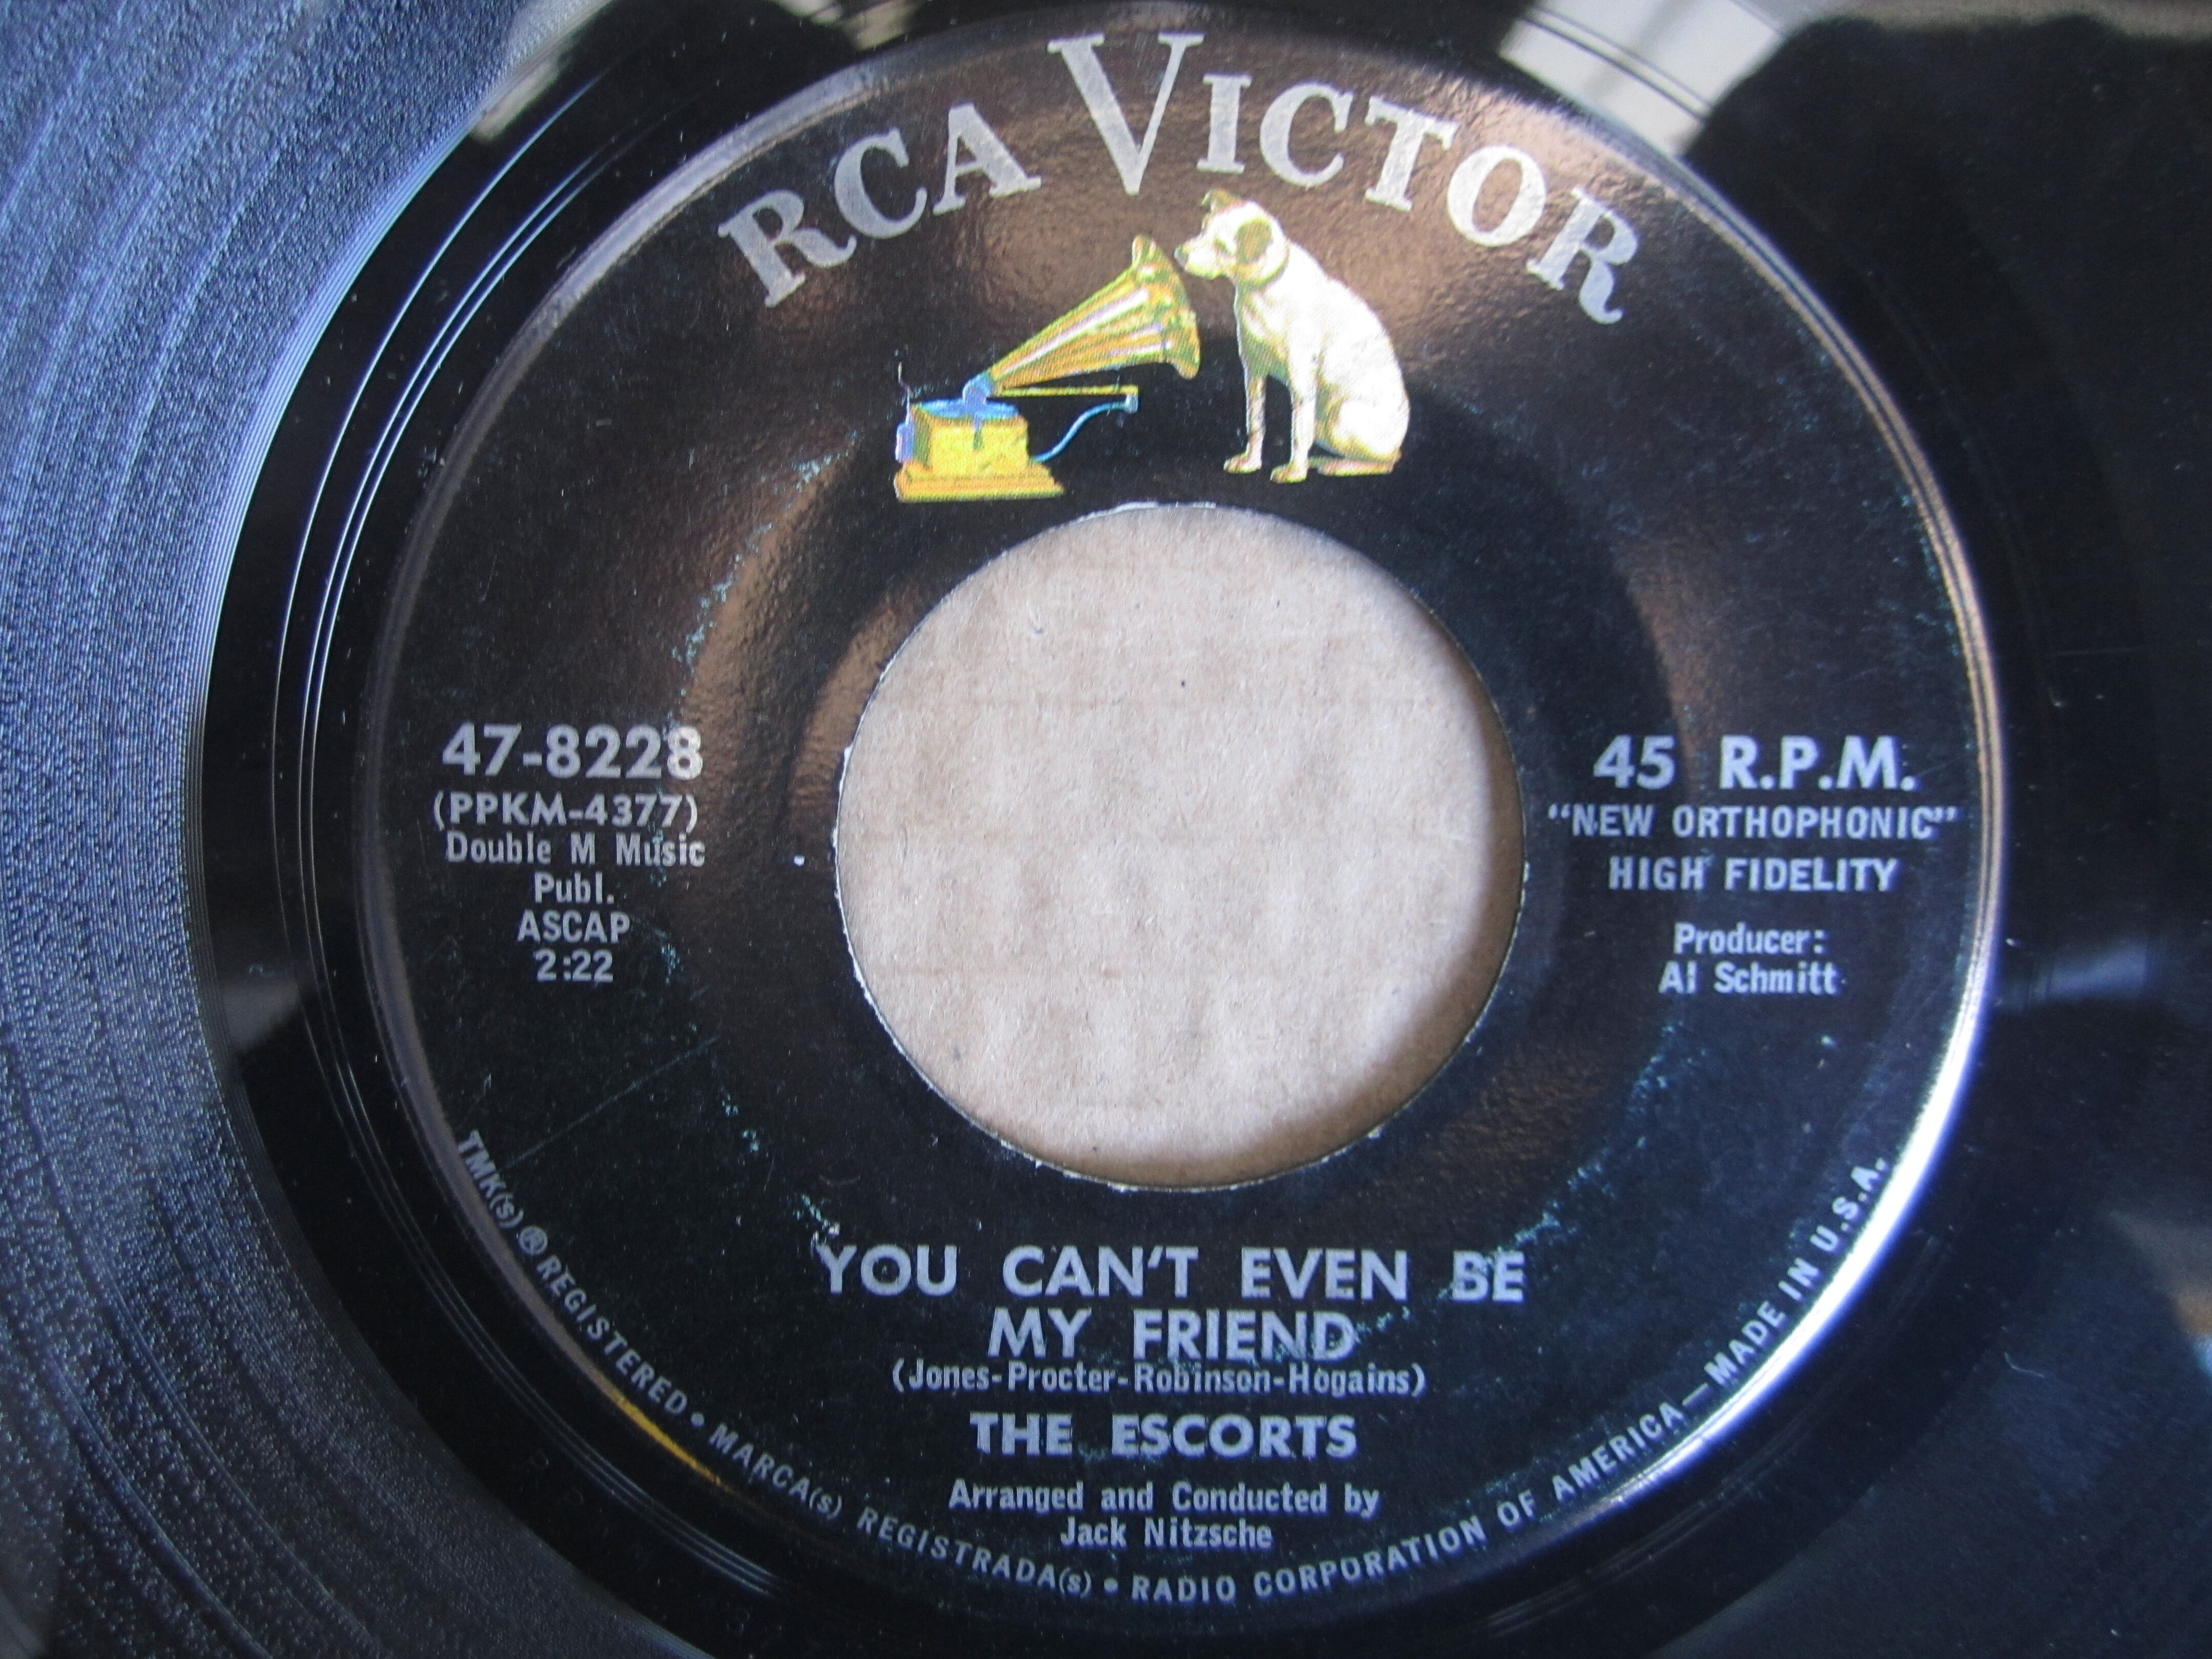 RCA VICTOR
47-8228
(PPKM-4377)
Double M Music
Publ.
ASCAP
2:22
45 R.P.M.
"NEW ORTHOPHONIC"
HIGH FIDELITY
Producer:
Al Schmitt
YOU CAN'T EVEN BE
MY FRIEND
(Jones-Procter-Robinson-Hogains)
THE ESCORTS
Arranged and Conducted by
Jack Nitzsche
TMK(s) ® REGISTERED • MARCA(s) REGISTRADA(s) • RADIO CORPORATION OF AMERICA—MADE IN U.S.A.